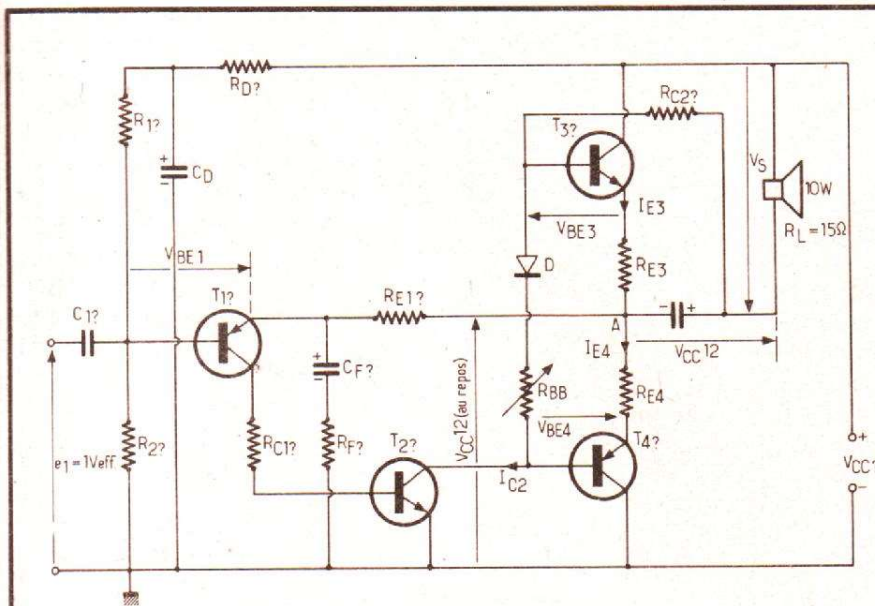 R1?
RD?
CD
+
−
VBE1
C1?
T1?
RE1?
CF?
+
−
R2?
RC1?
RF?
T2?
e1=1Veff
VCC12 (au repos)
T3?
RC2?
VS
10W
RL=15Ω
IE3
VBE3
D
RE3
A
−
+
IE4
VCC12
RBB
VBE4
RE4
T4?
IC2
+
VCC?
−